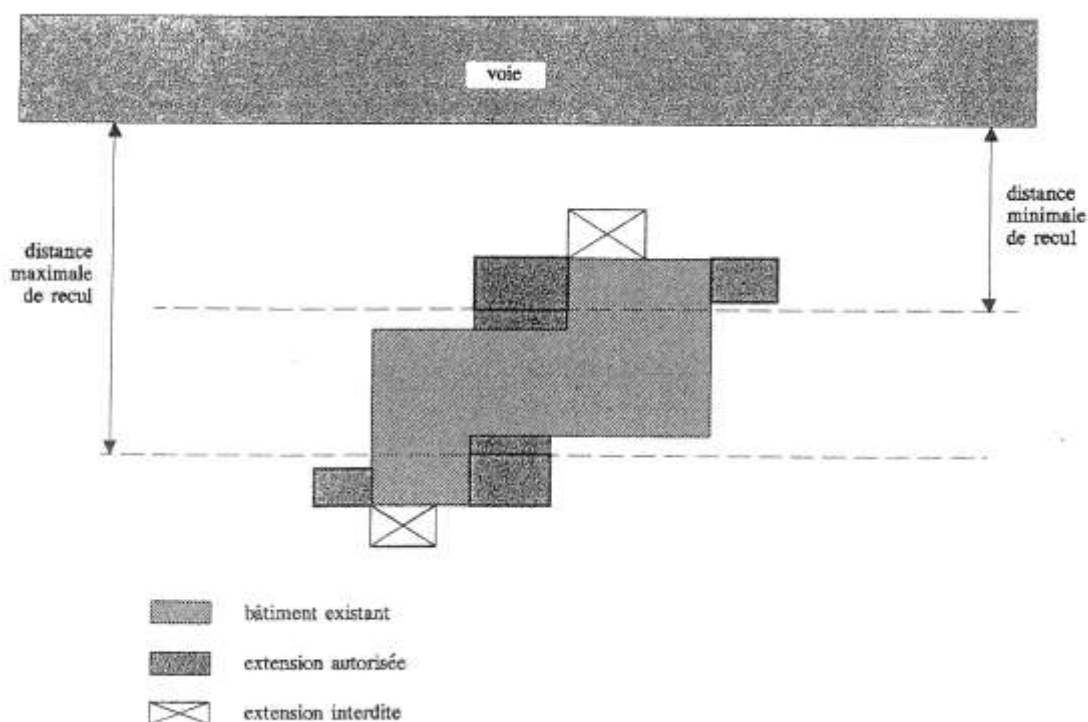 voie
distance
minimale
de recul
distance
maximale
de recul
bâtiment existant
extension autorisée
extension interdite